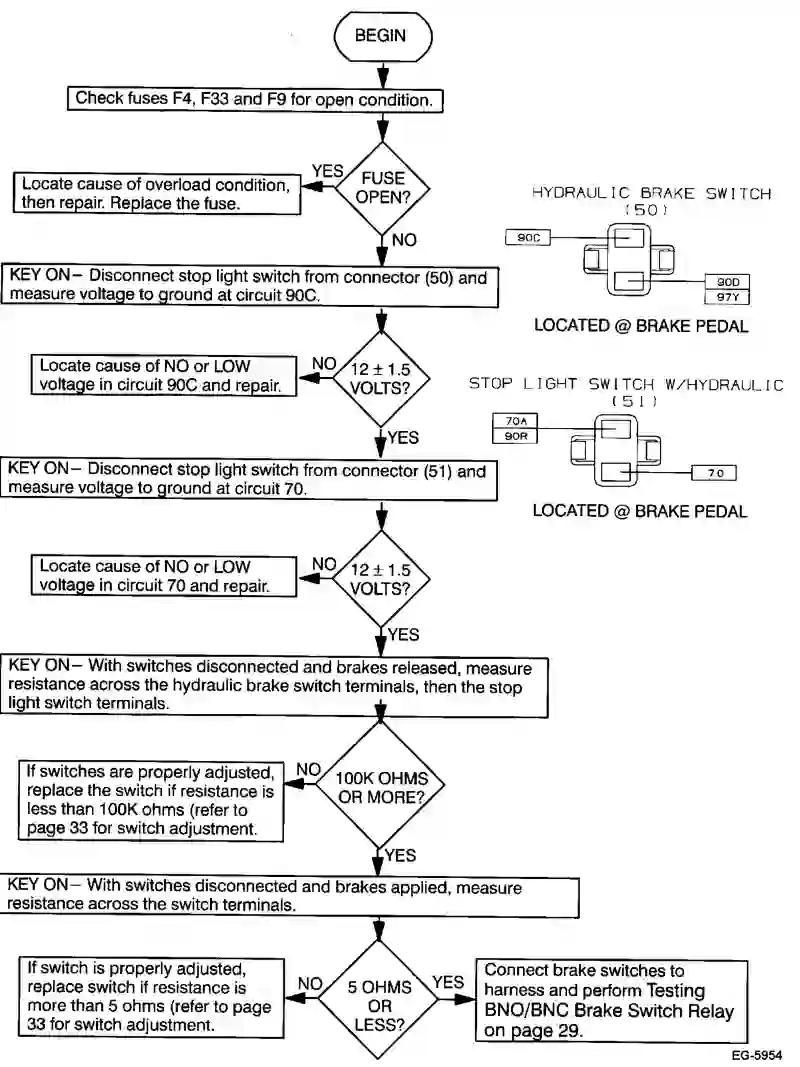 BEGIN
Check fuses F4, F33 and F9 for open condition.
FUSE
OPEN?
YES
Locate cause of overload condition,
then repair. Replace the fuse.
NO
HYDRAULIC BRAKE SWITCH
(50)
90C
90D
97Y
LOCATED @ BRAKE PEDAL
KEY ON– Disconnect stop light switch from connector (50) and
measure voltage to ground at circuit 90C.
12 ± 1.5
VOLTS?
NO
Locate cause of NO or LOW
voltage in circuit 90C and repair.
YES
STOP LIGHT SWITCH W/HYDRAULIC
(51)
70A
90R
70
LOCATED @ BRAKE PEDAL
KEY ON– Disconnect stop light switch from connector (51) and
measure voltage to ground at circuit 70.
12 ± 1.5
VOLTS?
NO
Locate cause of NO or LOW
voltage in circuit 70 and repair.
YES
KEY ON– With switches disconnected and brakes released, measure
resistance across the hydraulic brake switch terminals, then the stop
light switch terminals.
100K OHMS
OR MORE?
NO
If switches are properly adjusted,
replace the switch if resistance is
less than 100K ohms (refer to
page 33 for switch adjustment.
YES
KEY ON– With switches disconnected and brakes applied, measure
resistance across the switch terminals.
5 OHMS
OR
LESS?
NO
If switch is properly adjusted,
replace switch if resistance is
more than 5 ohms (refer to page
33 for switch adjustment.
YES
Connect brake switches to
harness and perform Testing
BNO/BNC Brake Switch Relay
on page 29.
EG-5954